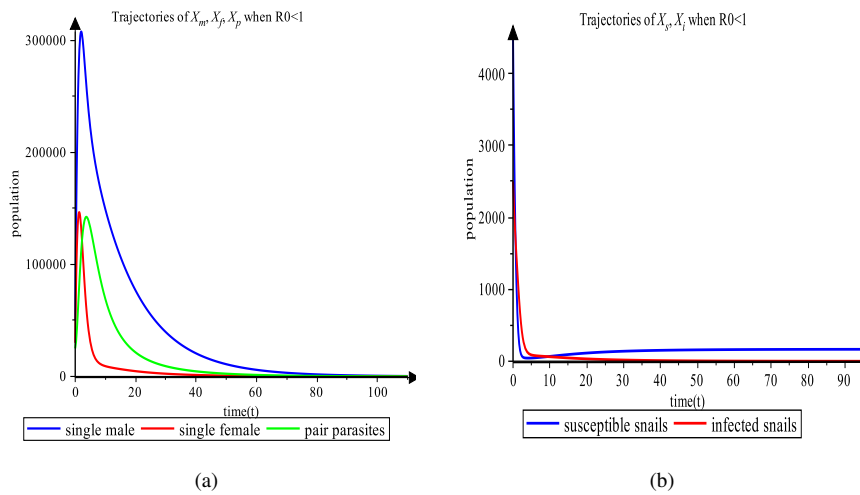 Trajectories of X_m, X_f, X_p when R0<1
300000
200000
100000
0
population
0 20 40 60 80 100
time(t)
single male single female pair parasites
(a)
Trajectories of X_s, X_i when R0<1
4000
3000
2000
1000
0
population
0 10 20 30 40 50 60 70 80 90
time(t)
susceptible snails infected snails
(b)